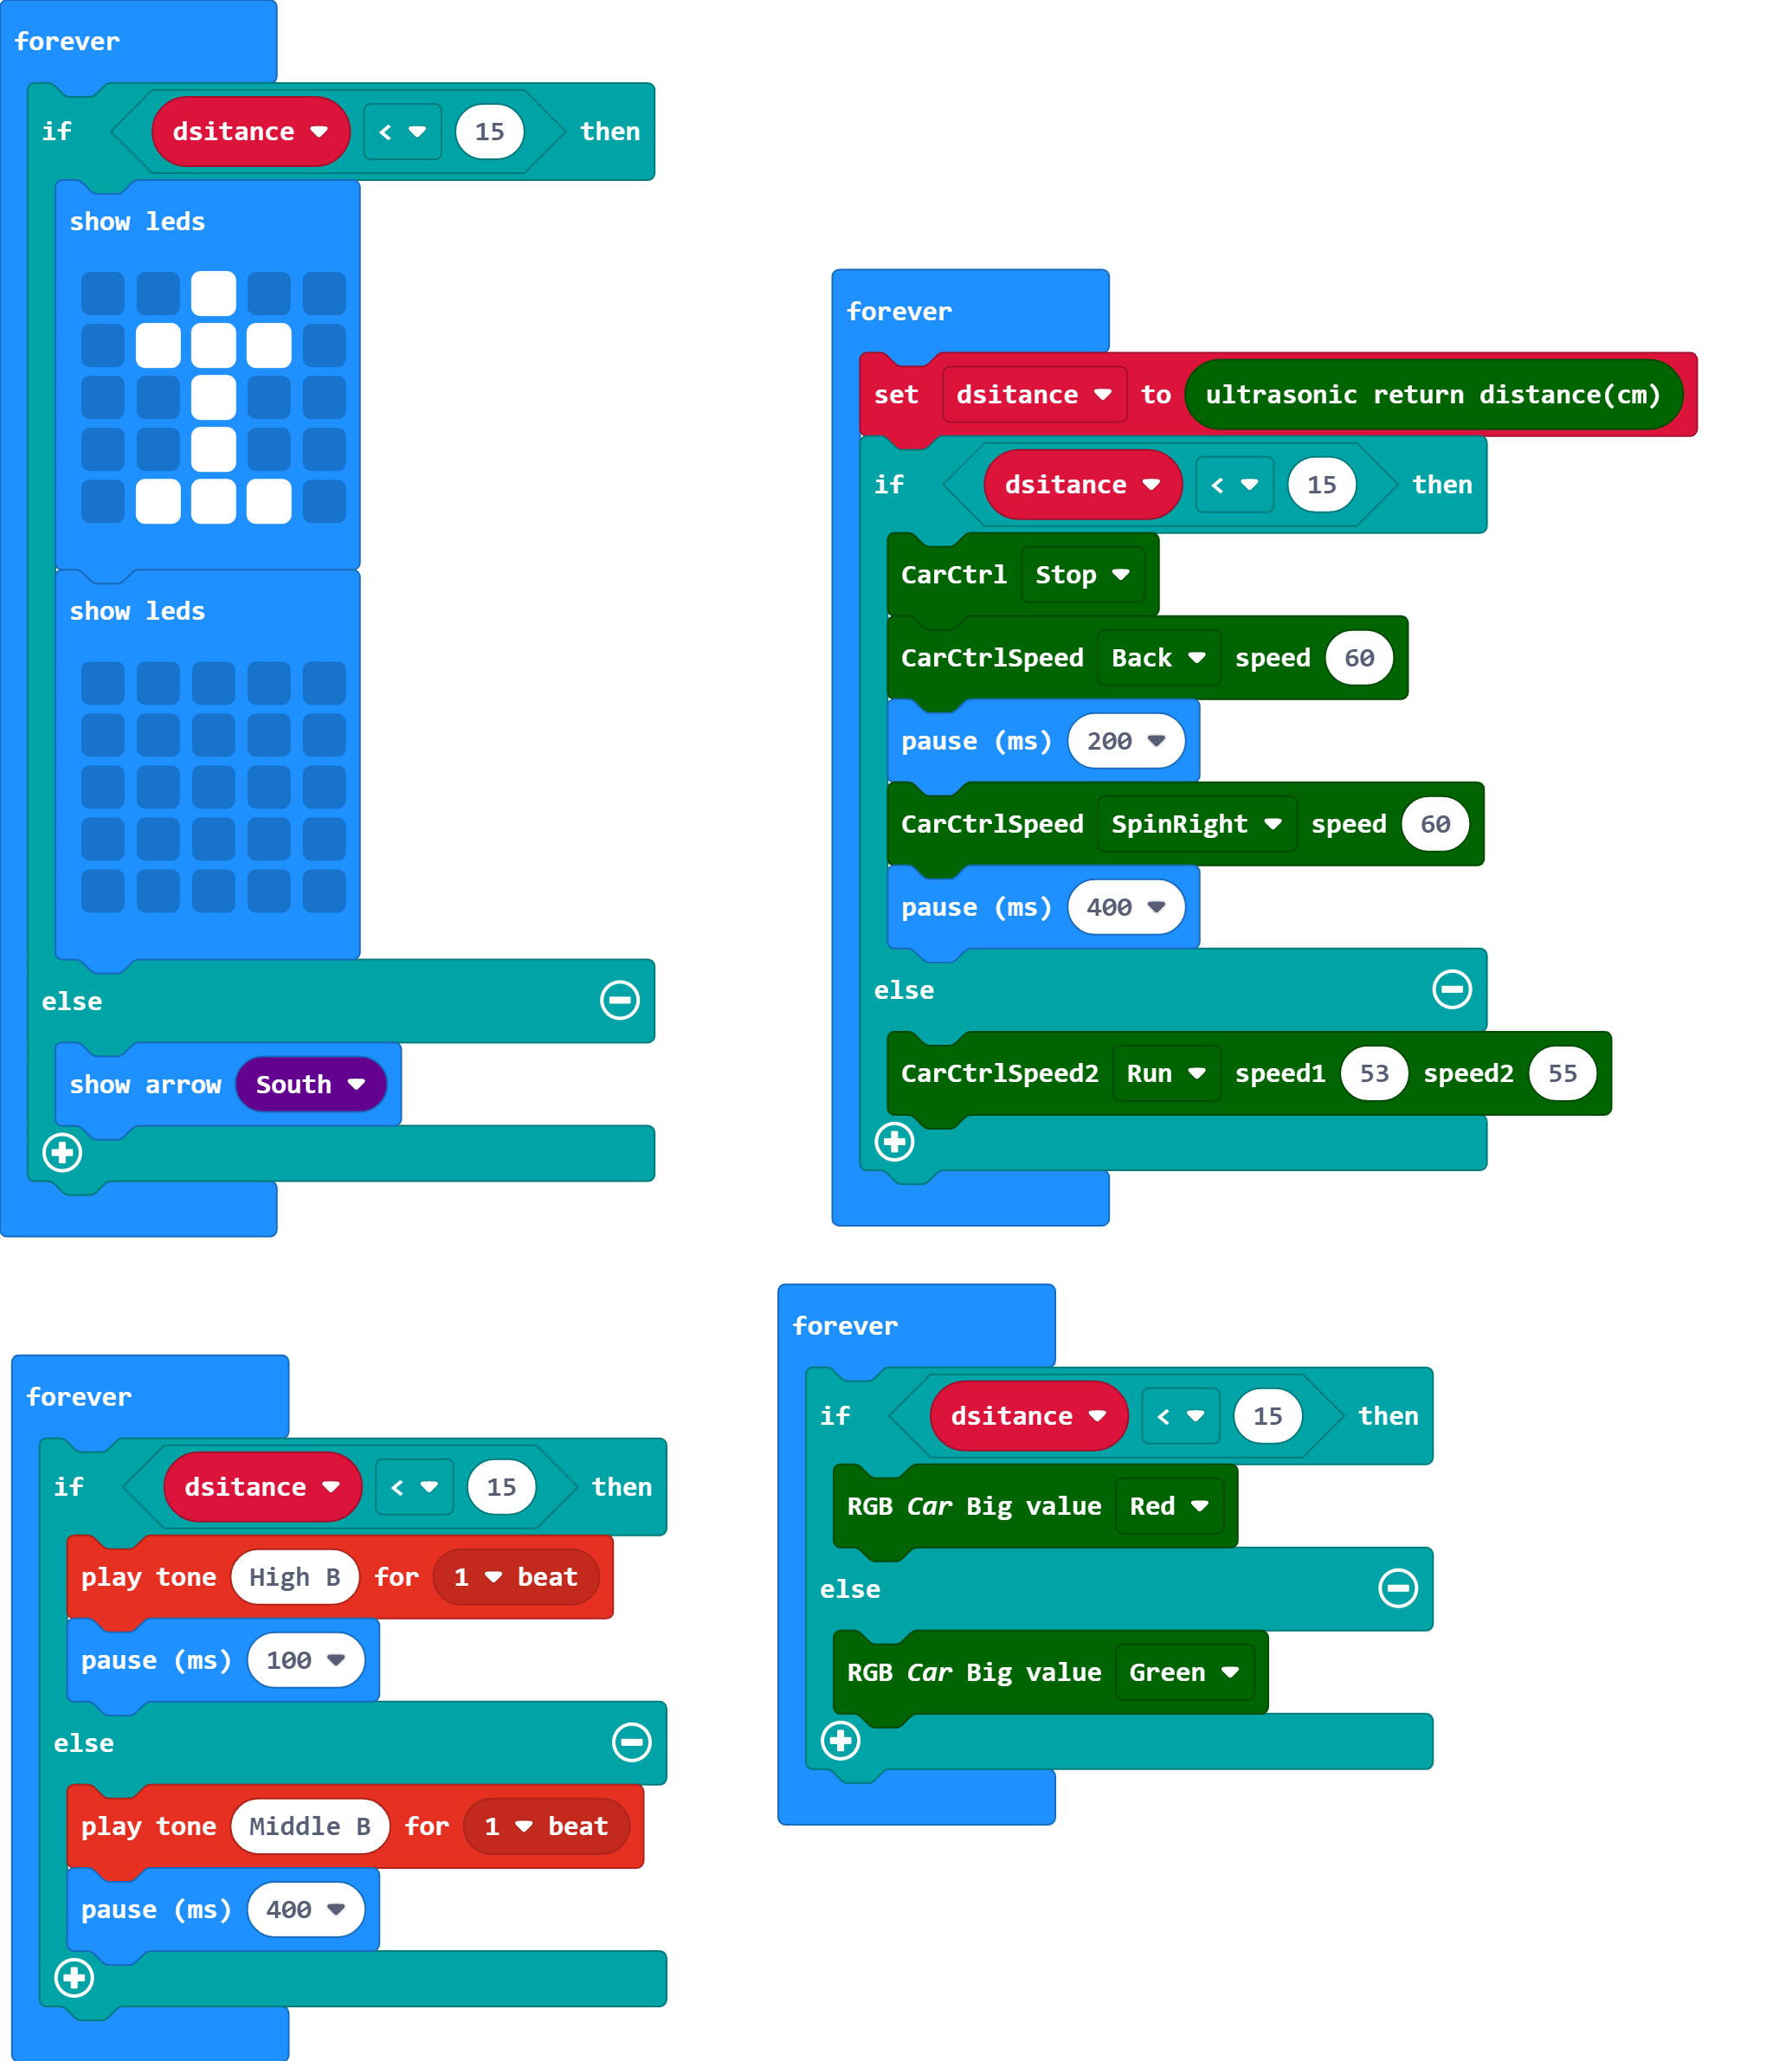 forever
if dsitance < 15 then
show leds
show leds
else
show arrow South
forever
set dsitance to ultrasonic return distance(cm)
if dsitance < 15 then
CarCtrl Stop
CarCtrlSpeed Back speed 60
pause (ms) 200
CarCtrlSpeed SpinRight speed 60
pause (ms) 400
else
CarCtrlSpeed2 Run speed1 53 speed2 55
forever
if dsitance < 15 then
play tone High B for 1 beat
pause (ms) 100
else
play tone Middle B for 1 beat
pause (ms) 400
forever
if dsitance < 15 then
RGB Car Big value Red
else
RGB Car Big value Green